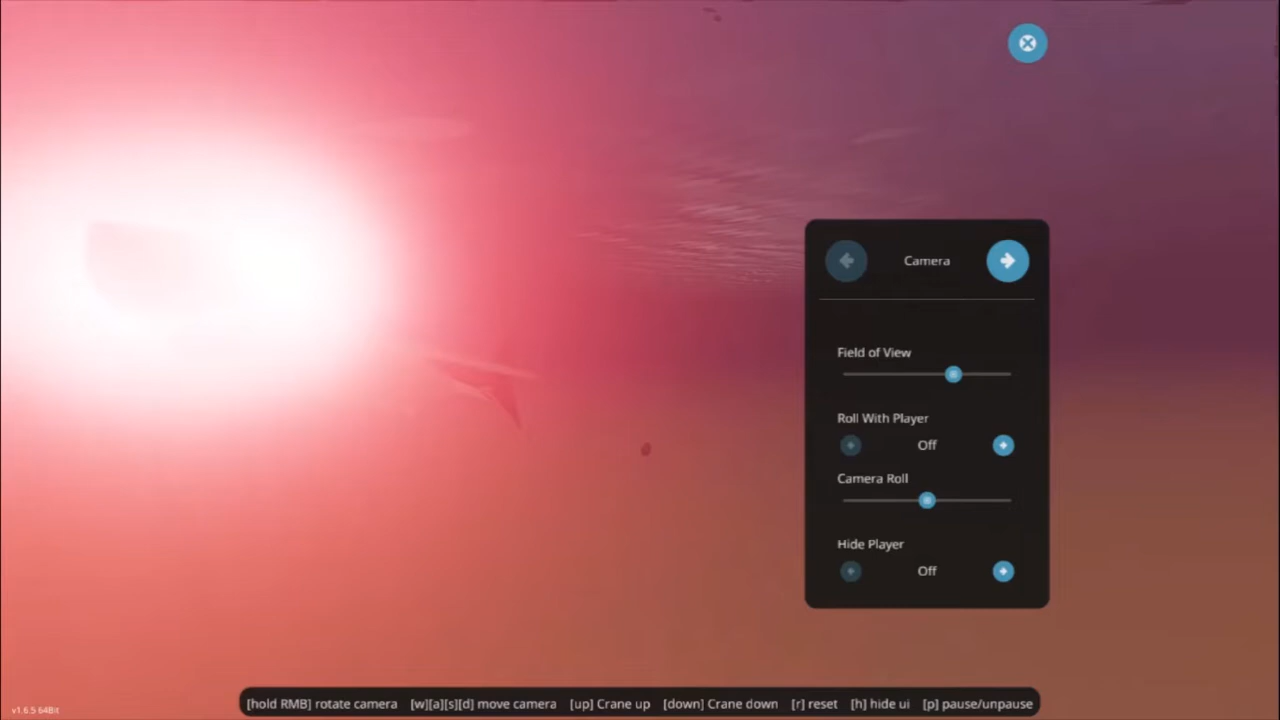 Camera
Field of View
Roll With Player
Off
Camera Roll
Hide Player
Off
[hold RMB] rotate camera [w][a][s][d] move camera [up] Crane up [down] Crane down [r] reset [h] hide ui [p] pause/unpause
v1.6.5 64Bit